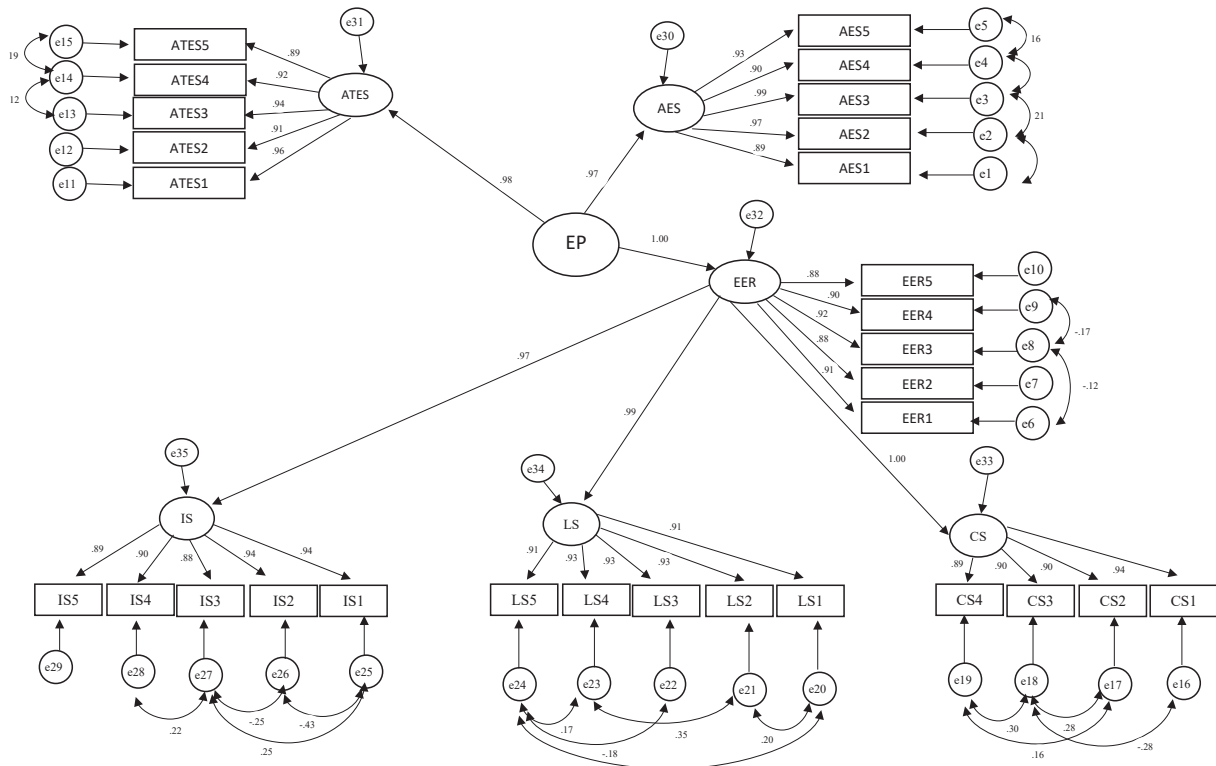 e15
ATES5
19
e14
ATES4
12
e13
ATES3
e12
ATES2
e11
ATES1
.89
.92
.94
.91
.96
e31
ATES
.98
e30
AES
.97
.93
.90
.99
.97
.89
AES5
AES4
AES3
AES2
AES1
e5
e4
e3
e2
e1
16
21
EP
1.00
e32
EER
.88
.90
.92
.88
.91
EER5
EER4
EER3
EER2
EER1
e10
e9
e8
e7
e6
-.17
-.12
.97
.99
1.00
e35
IS
.89
.90
.88
.94
.94
IS5
IS4
IS3
IS2
IS1
e29
e28
e27
e26
e25
.22
-.25
-.43
.25
e34
LS
.91
.93
.93
.93
.91
LS5
LS4
LS3
LS2
LS1
e24
e23
e22
e21
e20
.17
.35
.20
-.18
e33
CS
.89
.90
.90
.94
CS4
CS3
CS2
CS1
e19
e18
e17
e16
.30
.28
.16
-.28